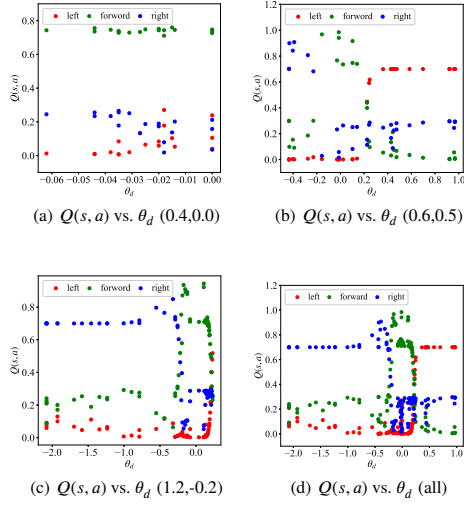 left forword right
0.8
0.6
0.4
0.2
0.0
Q(s, a)
−0.06 −0.05 −0.04 −0.03 −0.02 −0.01 0.00
θd
(a) Q(s, a) vs. θd (0.4,0.0)
left forword right
1.0
0.8
0.6
0.4
0.2
0.0
Q(s, a)
−0.4 −0.2 0.0 0.2 0.4 0.6 0.8 1.0
θd
(b) Q(s, a) vs. θd (0.6,0.5)
left forword right
0.8
0.6
0.4
0.2
0.0
Q(s, a)
−2.0 −1.5 −1.0 −0.5 0.0
θd
(c) Q(s, a) vs. θd (1.2,-0.2)
left forward right
1.2
1.0
0.8
0.6
0.4
0.2
0.0
Q(s, a)
−2.0 −1.5 −1.0 −0.5 0.0 0.5 1.0
θd
(d) Q(s, a) vs. θd (all)